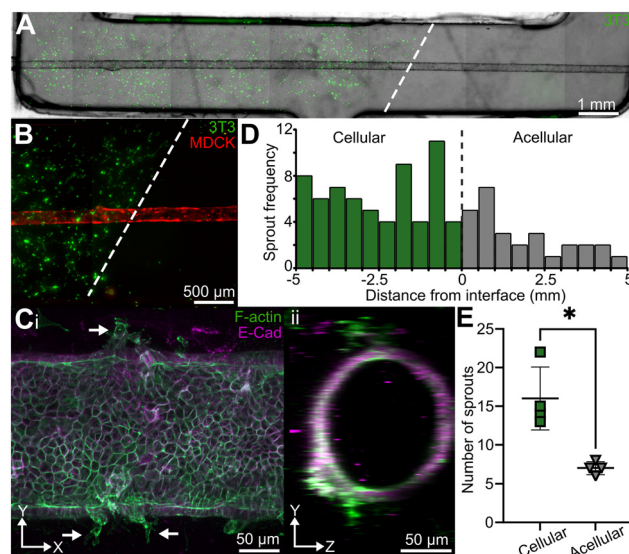 A
3T3
1 mm
B
3T3
MDCK
500 μm
D
Cellular
Acellular
Sprout frequency
12
8
4
0
-5
-2.5
0
2.5
5
Distance from interface (mm)
Ci
F-actin
E-Cad
Y
X
50 μm
ii
Y
Z
50 μm
E
*
Number of sprouts
25
20
15
10
5
0
Cellular
Acellular